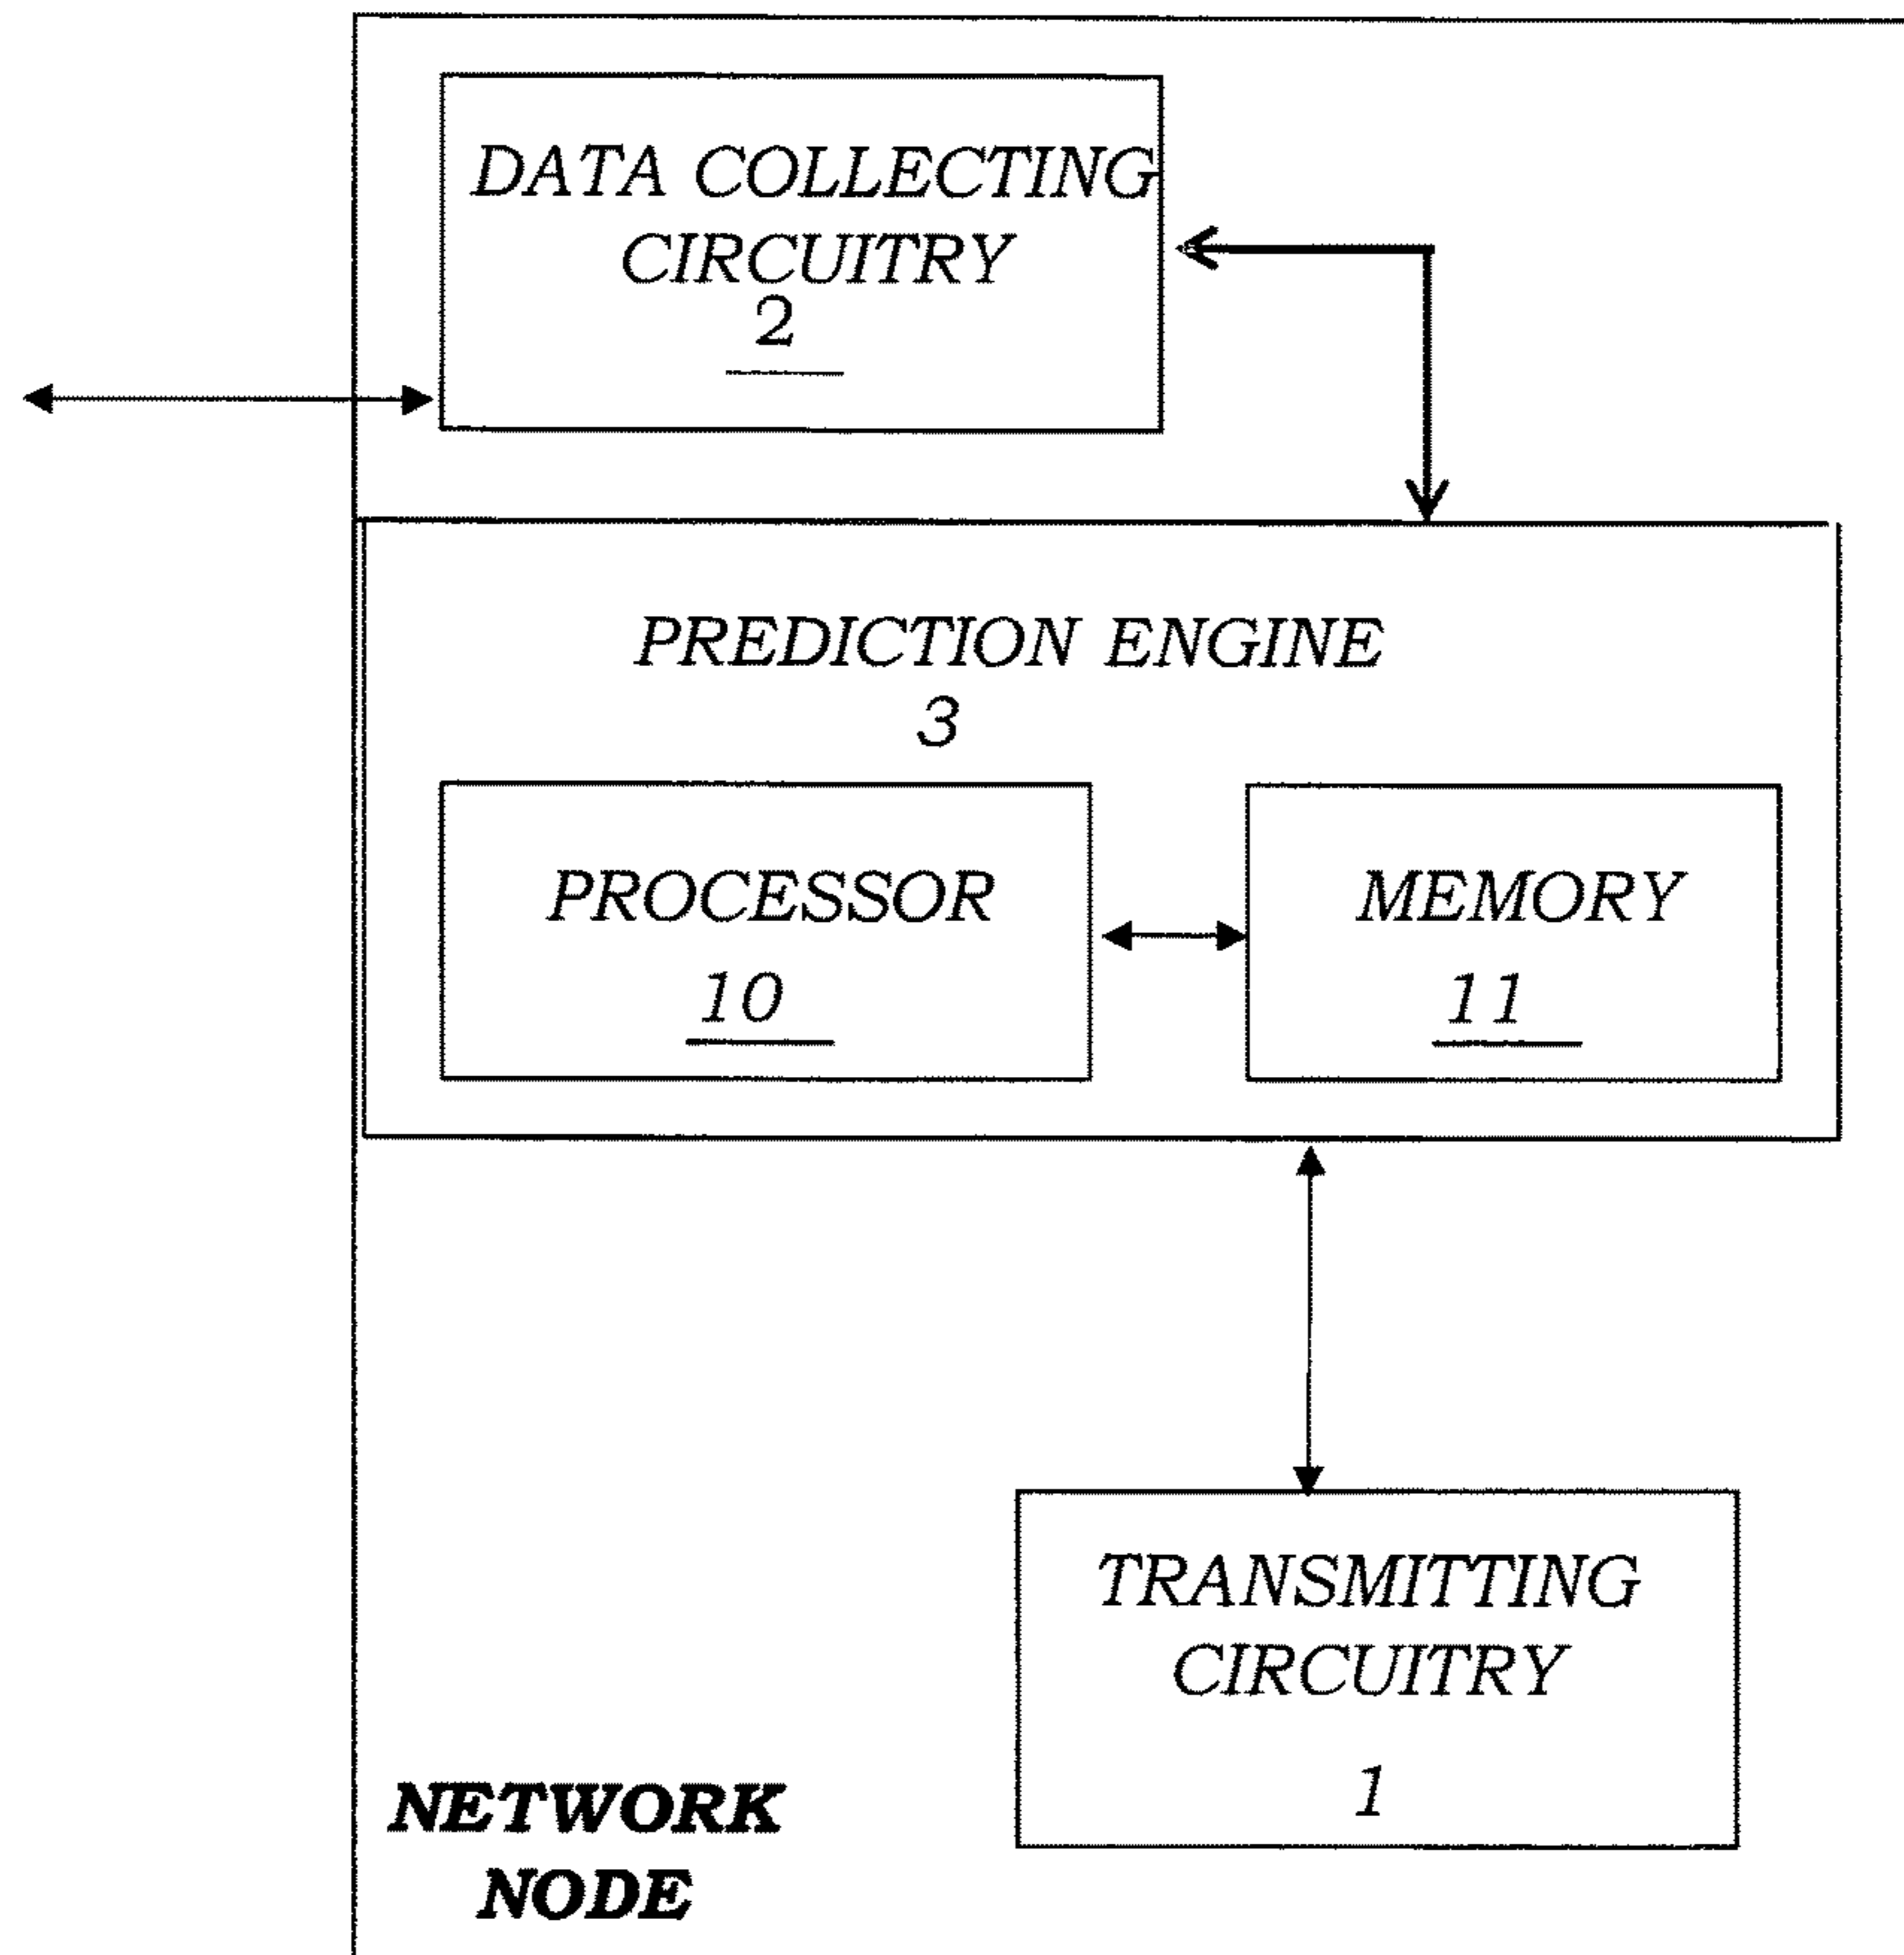 DATA COLLECTING
CIRCUITRY
2
PREDICTION ENGINE
3
PROCESSOR
10
MEMORY
11
TRANSMITTING
CIRCUITRY
1
NETWORK
NODE